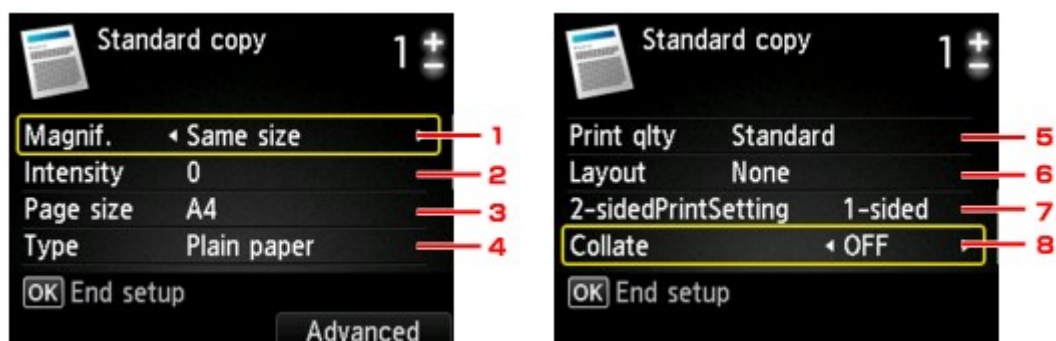 Standard copy
1 + -
Magnif. Same size 1
Intensity 0 2
Page size A4 3
Type Plain paper 4
OK End setup
Advanced
Standard copy
1 + -
Print qlty Standard 5
Layout None 6
2-sidedPrintSetting 1-sided 7
Collate OFF 8
OK End setup